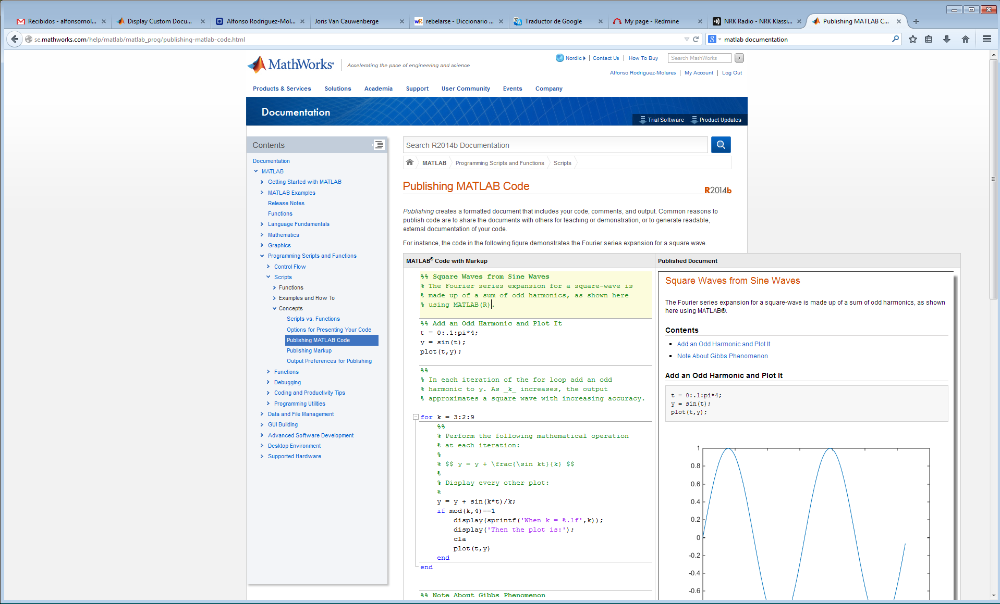 Recibidos - alfonsomol...
Display Custom Docu...
Alfonso Rodriguez-Mol...
Joris Van Cauwenberge
rebelarse - Diccionario ...
Traductor de Google
My page - Redmine
NRK Radio - NRK Klassi...
Publishing MATLAB C...
se.mathworks.com/help/matlab/matlab_prog/publishing-matlab-code.html
matlab documentation
MathWorks®
Accelerating the pace of engineering and science
Nordic | Contact Us | How To Buy
Search MathWorks
Alfonso Rodriguez-Molares | My Account | Log Out
Products & Services Solutions Academia Support User Community Events Company
Documentation
Trial Software Product Updates
Contents
Documentation
MATLAB
Getting Started with MATLAB
MATLAB Examples
Release Notes
Functions
Language Fundamentals
Mathematics
Graphics
Programming Scripts and Functions
Control Flow
Scripts
Functions
Examples and How To
Concepts
Scripts vs. Functions
Options for Presenting Your Code
Publishing MATLAB Code
Publishing Markup
Output Preferences for Publishing
Functions
Debugging
Coding and Productivity Tips
Programming Utilities
Data and File Management
GUI Building
Advanced Software Development
Desktop Environment
Supported Hardware
Search R2014b Documentation
MATLAB Programming Scripts and Functions Scripts
Publishing MATLAB Code
R2014b
Publishing creates a formatted document that includes your code, comments, and output. Common reasons to
publish code are to share the documents with others for teaching or demonstration, or to generate readable,
external documentation of your code.
For instance, the code in the following figure demonstrates the Fourier series expansion for a square wave.
MATLAB® Code with Markup
%% Square Waves from Sine Waves
% The Fourier series expansion for a square-wave is
% made up of a sum of odd harmonics, as shown here
% using MATLAB(R).
%% Add an Odd Harmonic and Plot It
t = 0:.1:pi*4;
y = sin(t);
plot(t,y);
%%
% In each iteration of the for loop add an odd
% harmonic to y. As _k_ increases, the output
% approximates a square wave with increasing accuracy.
for k = 3:2:9
%%
% Perform the following mathematical operation
% at each iteration:
%
% $$ y = y + \frac{\sin kt}{k} $$
%
% Display every other plot:
%
y = y + sin(k*t)/k;
if mod(k,4)==1
display(sprintf('When k = %.1f',k));
display('Then the plot is:');
cla
plot(t,y)
end
end
%% Note About Gibbs Phenomenon
Published Document
Square Waves from Sine Waves
The Fourier series expansion for a square-wave is made up of a sum of odd harmonics, as shown
here using MATLAB®.
Contents
Add an Odd Harmonic and Plot It
Note About Gibbs Phenomenon
Add an Odd Harmonic and Plot It
t = 0:.1:pi*4;
y = sin(t);
plot(t,y);
1
0.8
0.6
0.4
0.2
0
-0.2
-0.4
-0.6